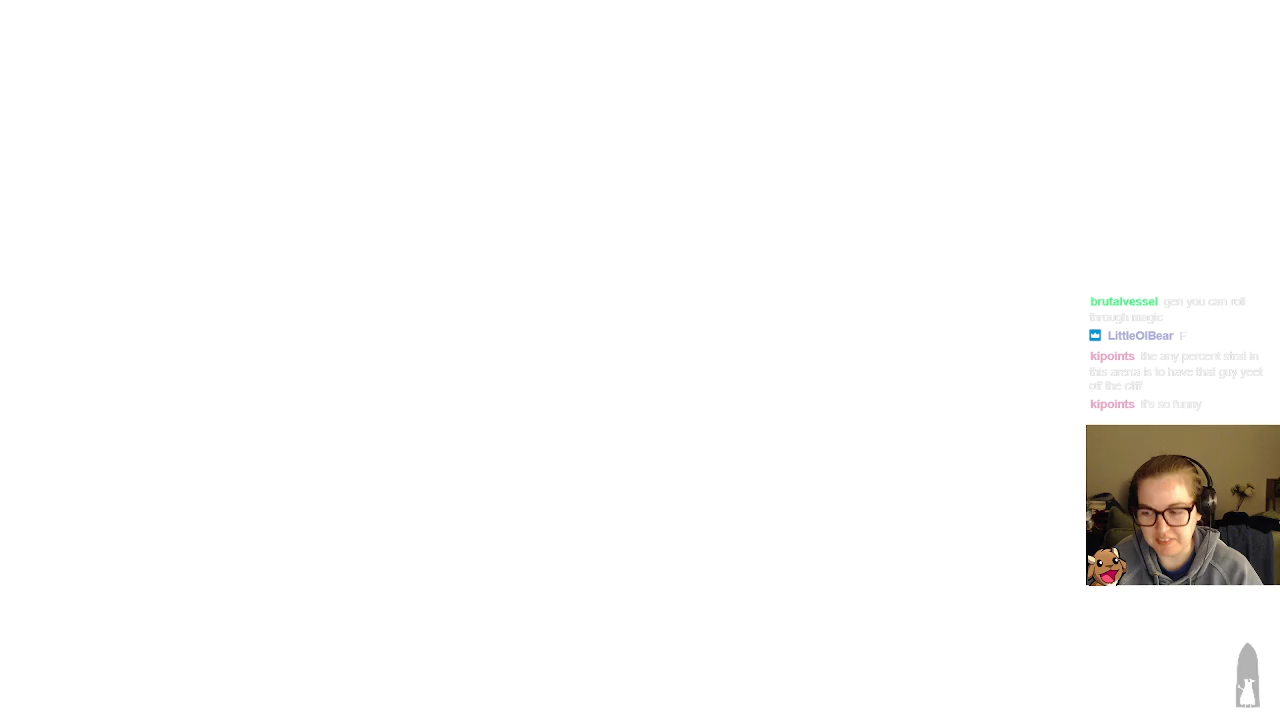 brutalvessel gen you can roll
through magic
LittleOlBear F
kipoints the any percent strat in
this arena is to have that guy yeet
off the cliff
kipoints it's so funny